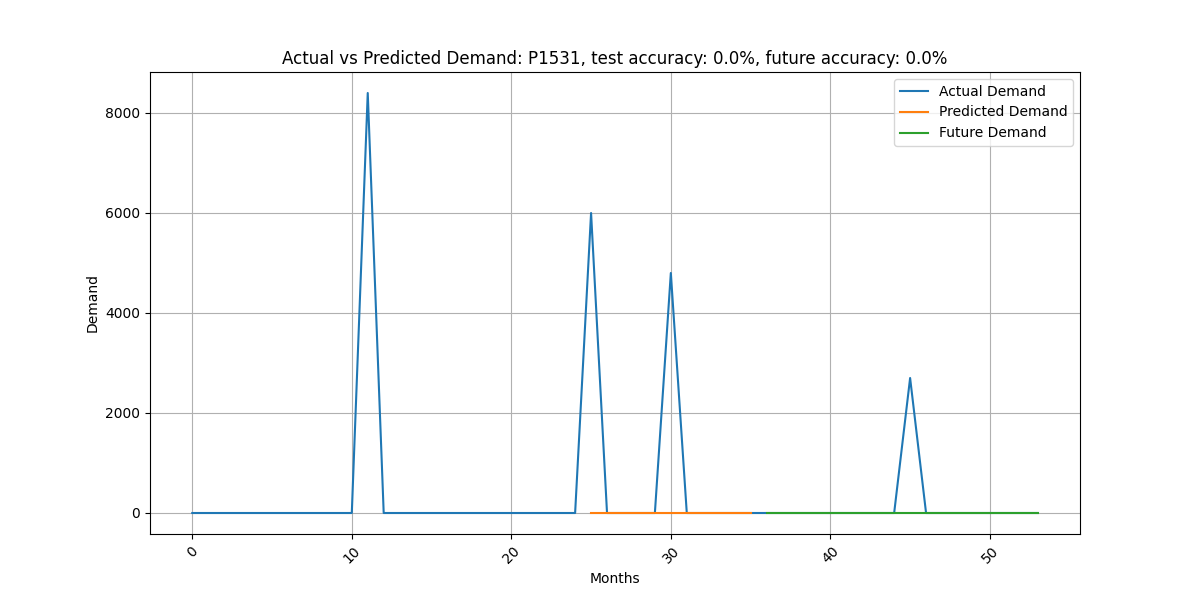 Actual vs Predicted Demand: P1531, test accuracy: 0.0%, future accuracy: 0.0%
Actual Demand
Predicted Demand
Future Demand
8000
6000
4000
2000
0
Demand
0
10
20
30
40
50
Months